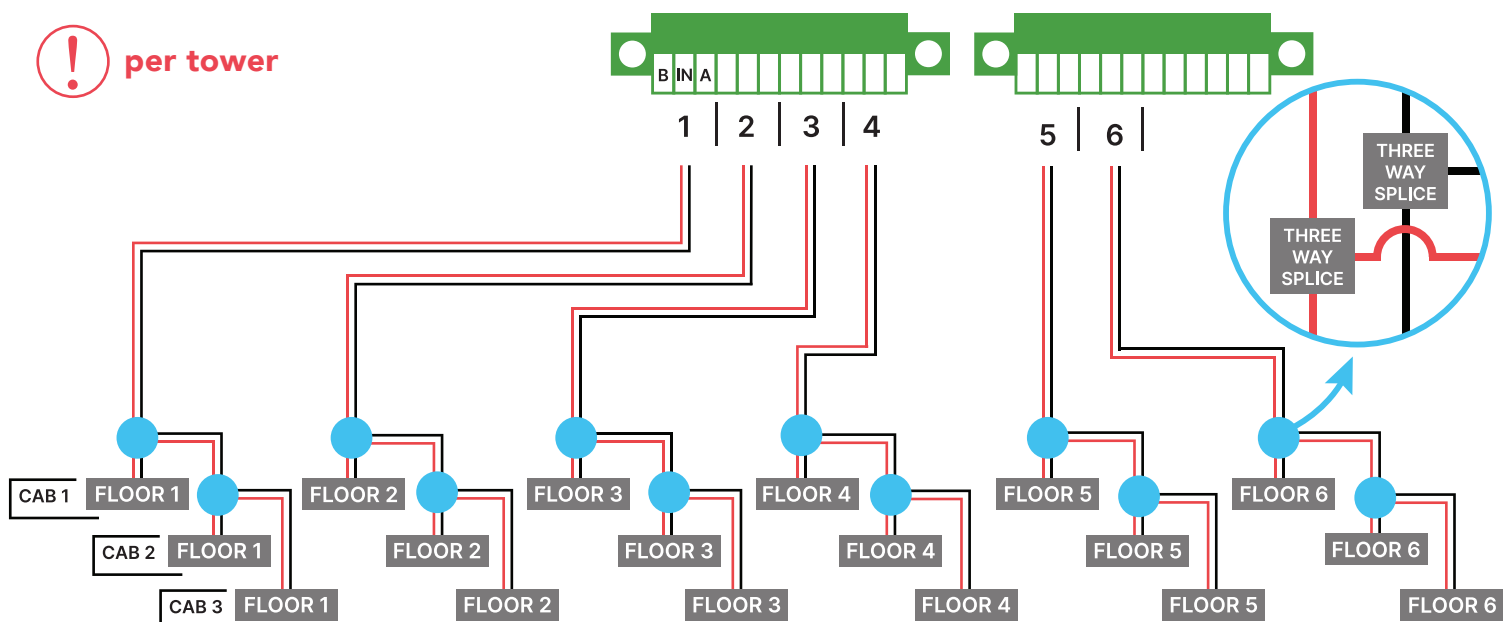 per tower
B IN A
1 | 2 | 3 | 4
5 | 6 |
THREE
WAY
SPLICE
THREE
WAY
SPLICE
CAB 1 FLOOR 1 FLOOR 2 FLOOR 3 FLOOR 4 FLOOR 5 FLOOR 6
CAB 2 FLOOR 1 FLOOR 2 FLOOR 3 FLOOR 4 FLOOR 5 FLOOR 6
CAB 3 FLOOR 1 FLOOR 2 FLOOR 3 FLOOR 4 FLOOR 5 FLOOR 6